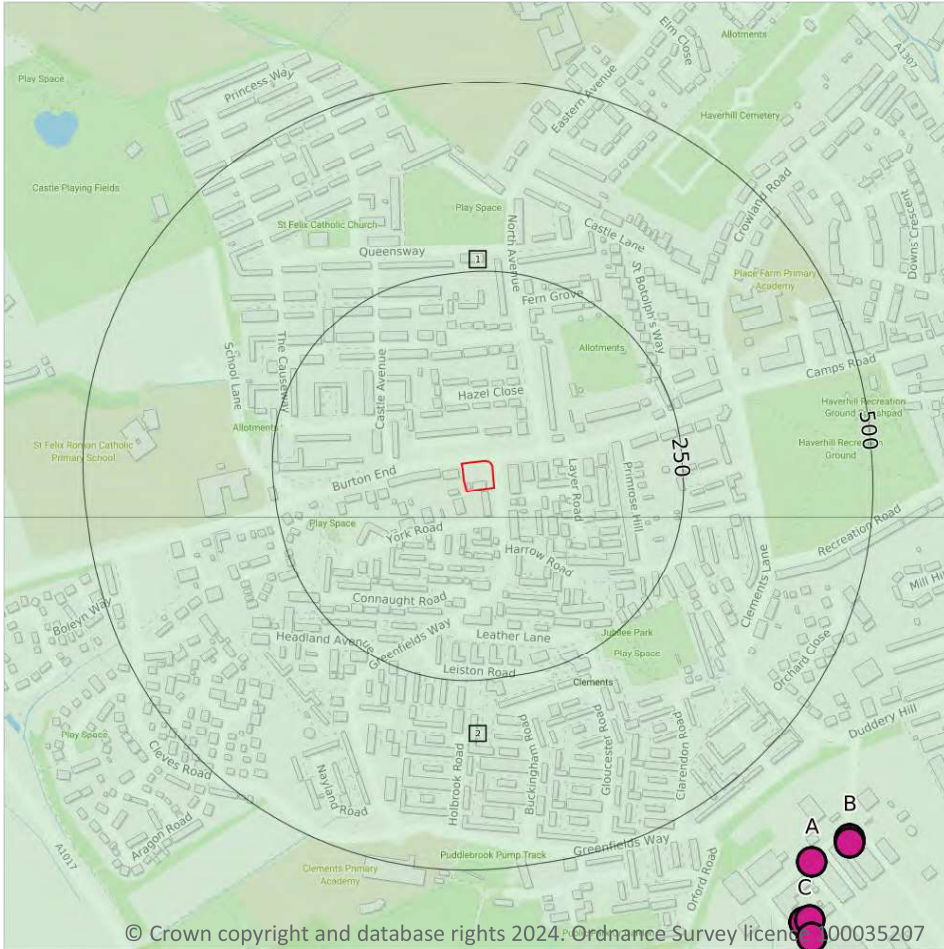 Elm Close
Allotments
A1307
Play Space
Princess Way
Eastern Avenue
Haverhill Cemetery
Castle Playing Fields
Crowland Road
Downs Crescent
Play Space
St Felix Catholic Church
North Avenue
Castle Lane
Queensway
1
St Botolph's Way
Place Farm Primary
Academy
Fern Grove
School Lane
The Causeway
Castle Avenue
Allotments
Camps Road
Hazel Close
Haverhill Recreation
Allotments
500
Haverhill
Ground
St Felix Roman Catholic
Primary School
250
Burton End
Layer Road
Primrose Hill
Play Space
York Road
Recreation Road
Harrow Road
Clements Lane
Mill
Boleyn Way
Connaught Road
Headland Avenue
Greenfields Way
Leather Lane
Jubilee Park
Play Space
Orchard Close
Leiston Road
Clements
Duddery Hill
Play Space
2
Cleves Road
Holbrook Road
Buckingham Road
Gloucester Road
Clarendon Road
Nayland Road
Aragon Road
A1017
B
A
Greenfields Way
Puddlebrook Pump Track
Clements Primary
Academy
Orford Road
C
© Crown copyright and database rights 2024. Ordnance Survey licence 100035207